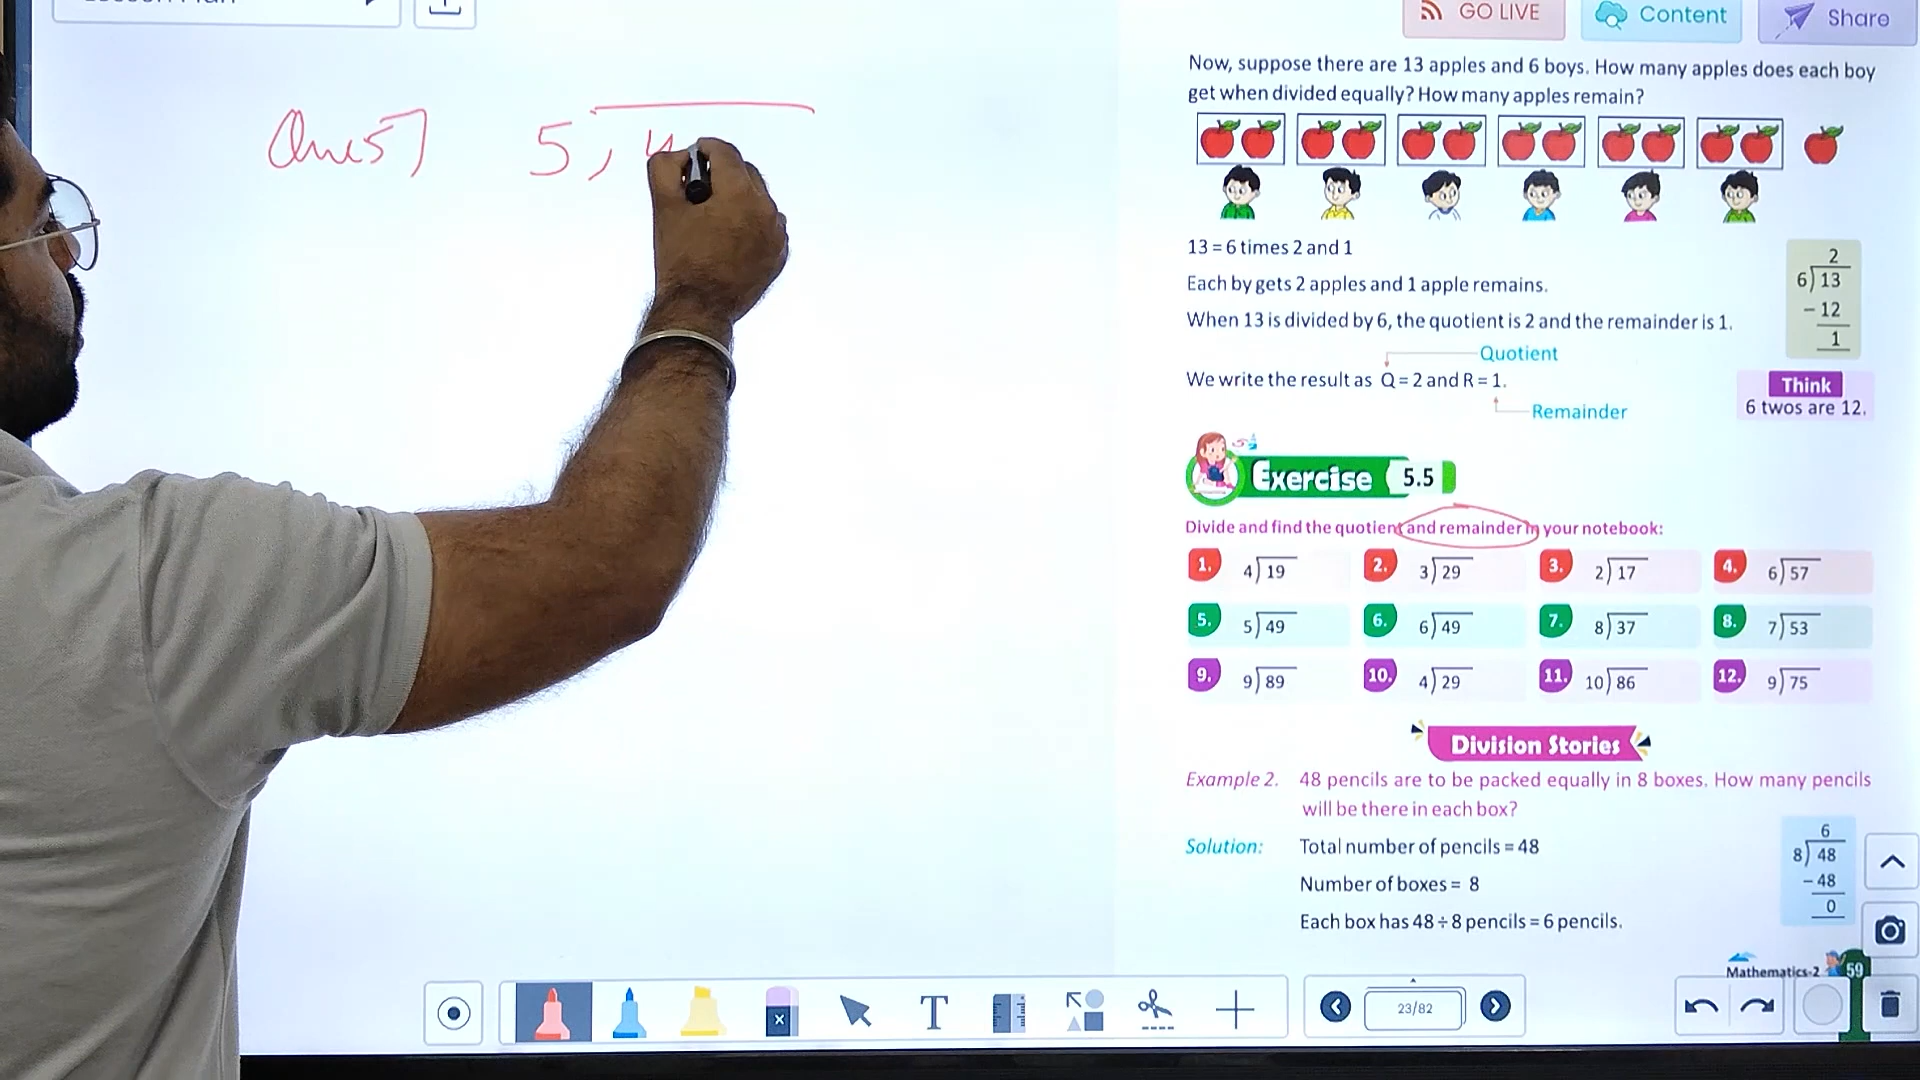 GO LIVE
Content
Share
Ques 5) 5) 4
Now, suppose there are 13 apples and 6 boys. How many apples does each boy
get when divided equally? How many apples remain?
13 = 6 times 2 and 1
Each by gets 2 apples and 1 apple remains.
When 13 is divided by 6, the quotient is 2 and the remainder is 1.
2
6)13
- 12
1
Quotient
We write the result as Q = 2 and R = 1.
Remainder
Think
6 twos are 12.
Exercise 5.5
Divide and find the quotient and remainder in your notebook:
1. 4)19 2. 3)29 3. 2)17 4. 6)57
5. 5)49 6. 6)49 7. 8)37 8. 7)53
9. 9)89 10. 4)29 11. 10)86 12. 9)75
Division Stories
Example 2. 48 pencils are to be packed equally in 8 boxes. How many pencils
will be there in each box?
Solution: Total number of pencils = 48
Number of boxes = 8
Each box has 48 ÷ 8 pencils = 6 pencils.
6
8)48
- 48
0
Mathematics-2 59
T
23/82